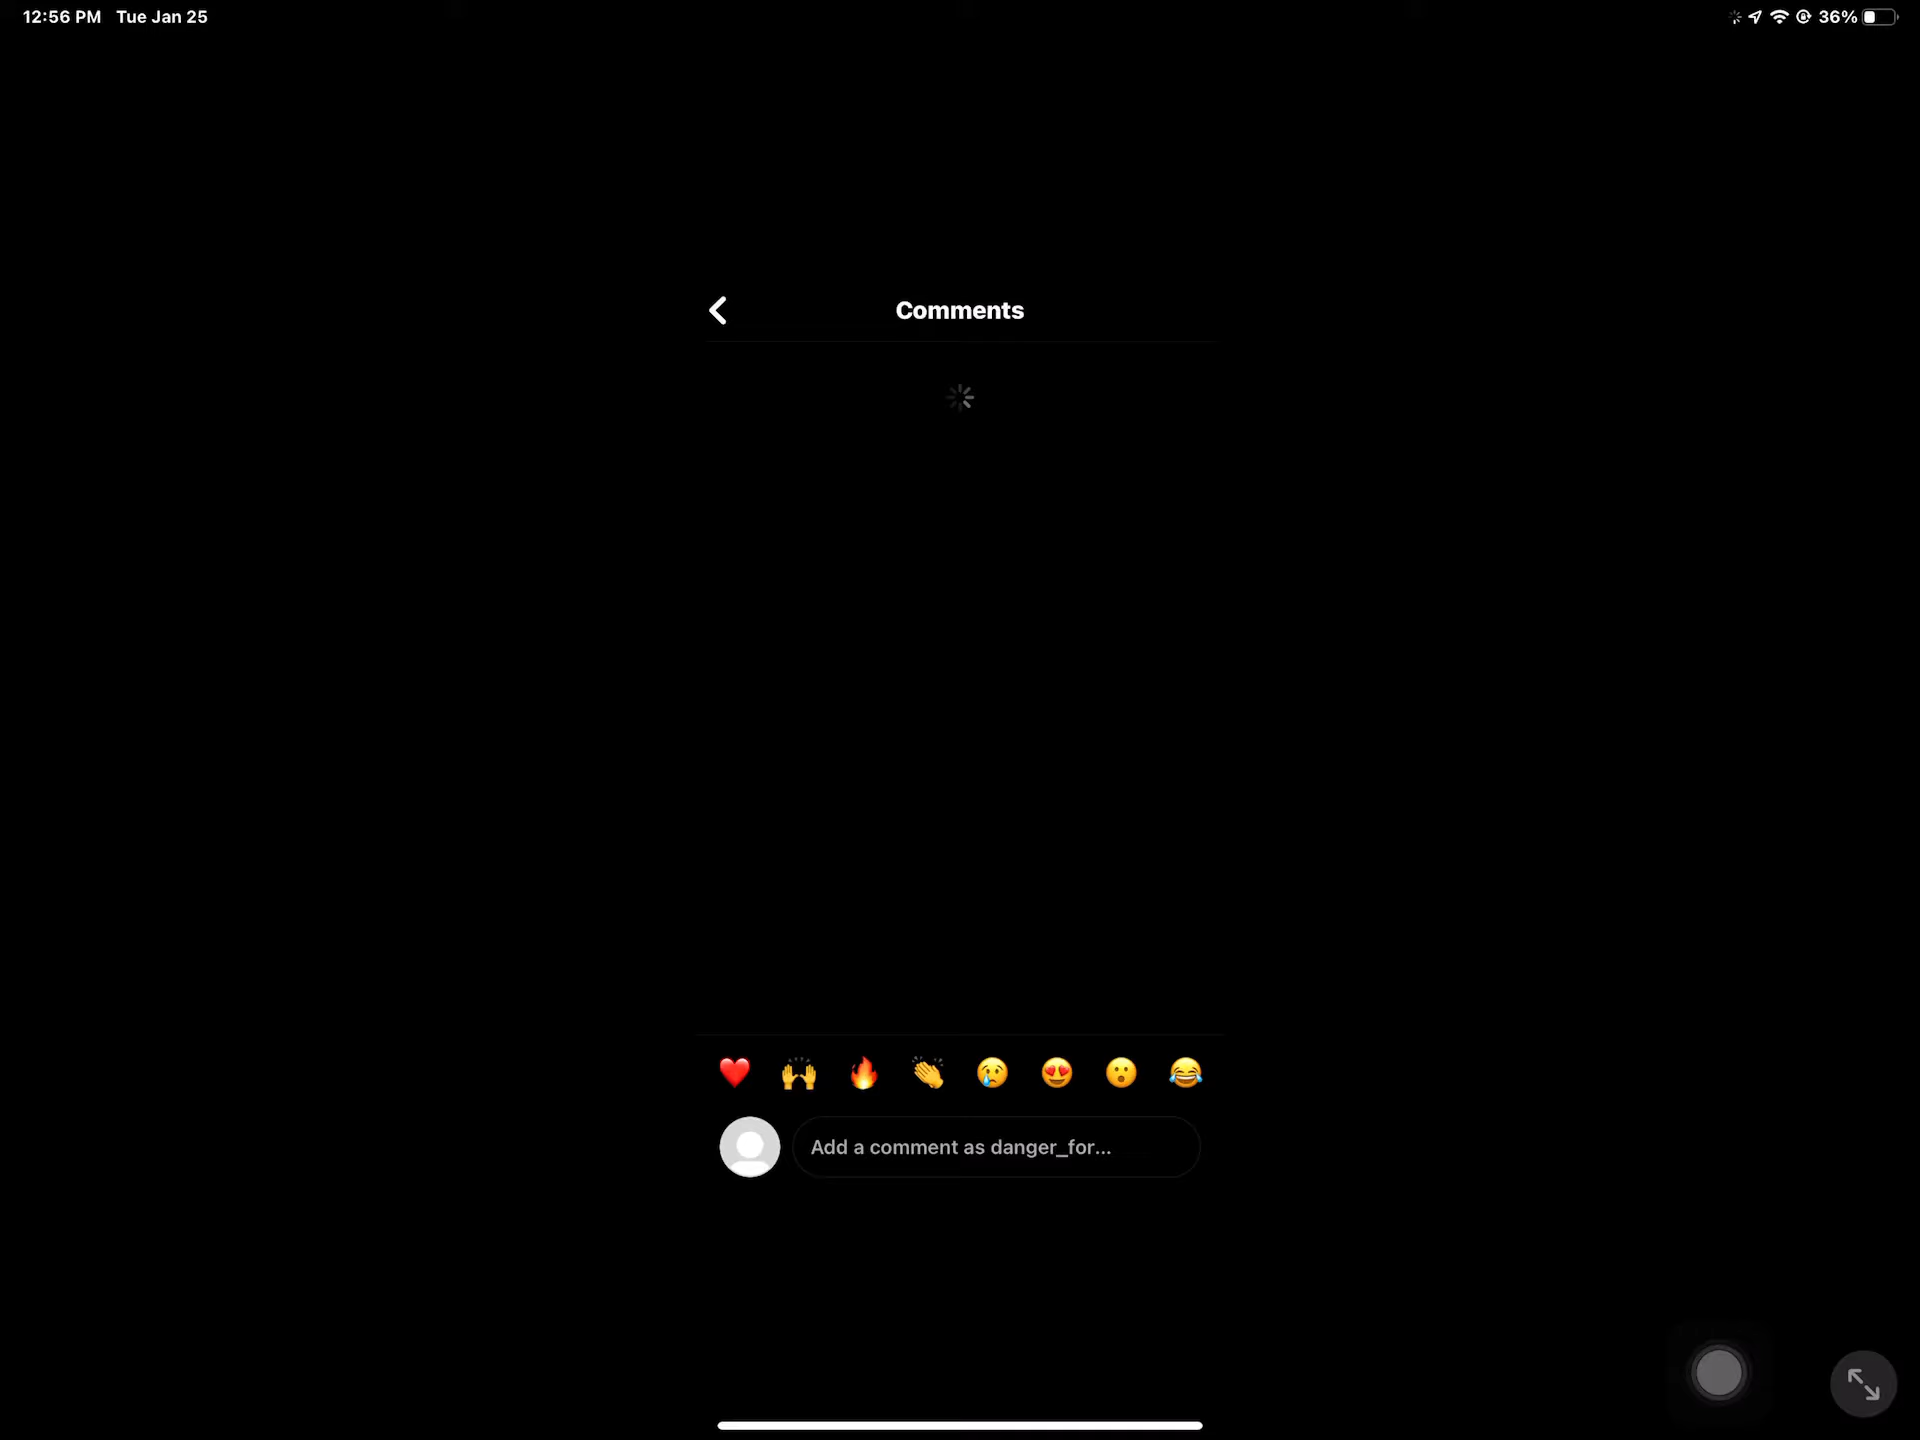 12:56 PM Tue Jan 25
36%
Comments
❤️ 🙌 🔥 👏 😢 😍 😮 😂
Add a comment as danger_for...